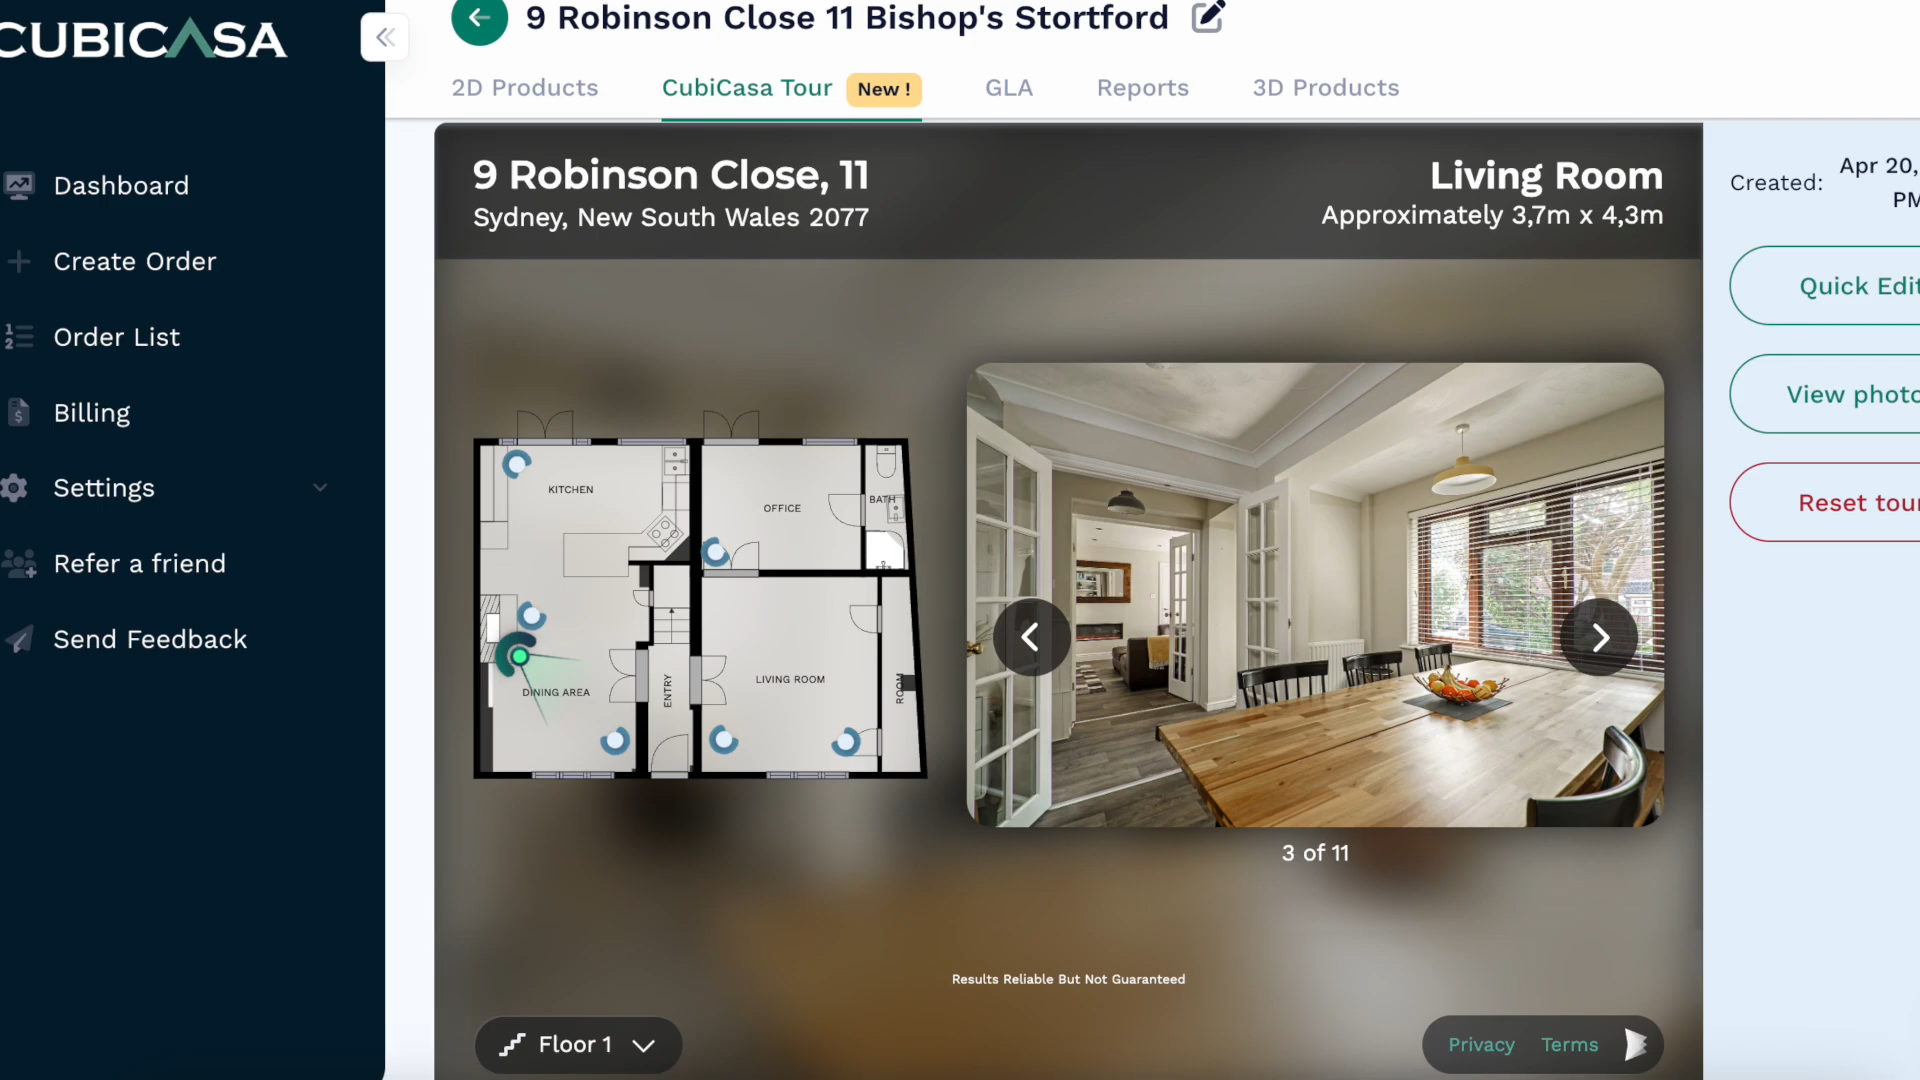 CUBICASA
Dashboard
Create Order
Order List
Billing
Settings
Refer a friend
Send Feedback
9 Robinson Close 11 Bishop's Stortford
2D Products
CubiCasa Tour
New !
GLA
Reports
3D Products
9 Robinson Close, 11
Sydney, New South Wales 2077
Living Room
Approximately 3,7m x 4,3m
KITCHEN
OFFICE
BATH
DINING AREA
ENTRY
LIVING ROOM
ROOM
3 of 11
Results Reliable But Not Guaranteed
Floor 1
Privacy
Terms
Created:
Apr 20,
PM
Quick Edit
View photo
Reset tour